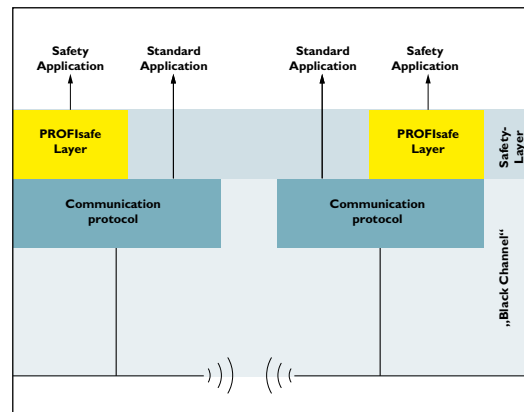 Safety
Application
Standard
Application
Standard
Application
Safety
Application
PROFIsafe
Layer
PROFIsafe
Layer
Safety-
Layer
Communication
protocol
Communication
protocol
„Black Channel“